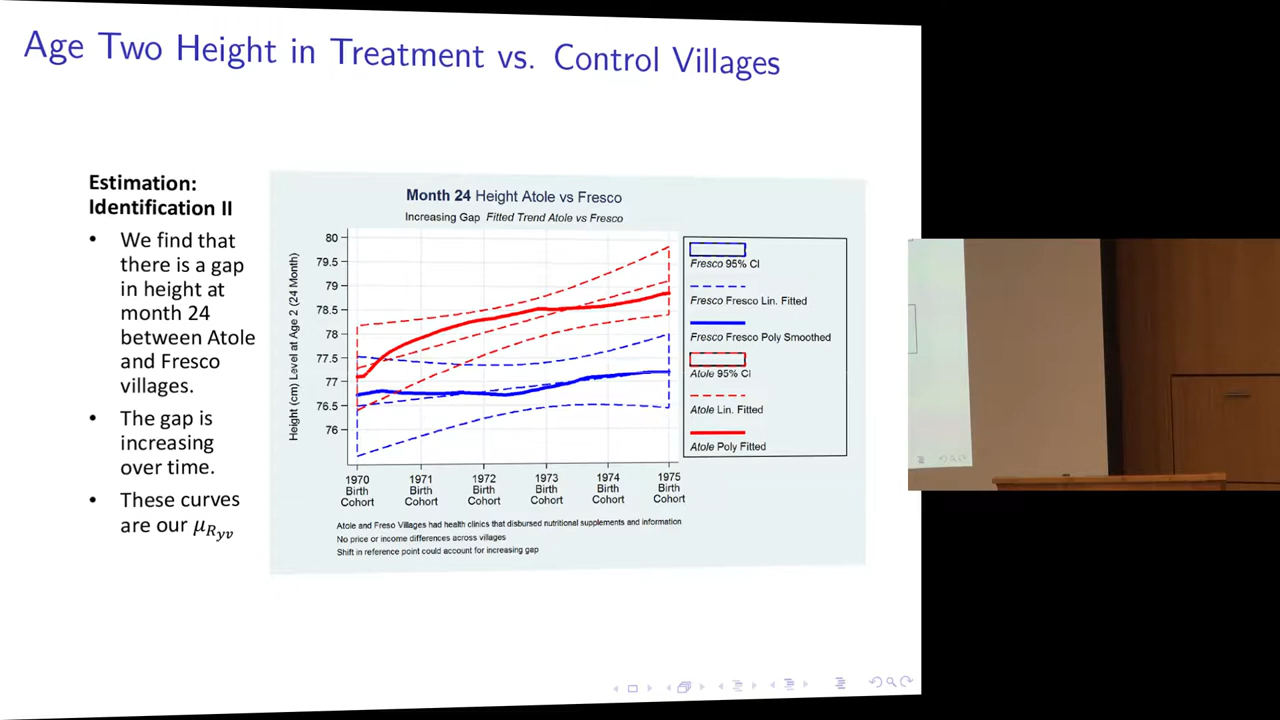 Age Two Height in Treatment vs. Control Villages
Estimation:
Identification II
• We find that
there is a gap
in height at
month 24
between Atole
and Fresco
villages.
• The gap is
increasing
over time.
• These curves
are our μ_{R_{yv}}
Month 24 Height Atole vs Fresco
Increasing Gap Fitted Trend Atole vs Fresco
Height (cm) Level at Age 2 (24 Month)
80
79.5
79
78.5
78
77.5
77
76.5
76
1970 Birth Cohort
1971 Birth Cohort
1972 Birth Cohort
1973 Birth Cohort
1974 Birth Cohort
1975 Birth Cohort
Fresco 95% CI
Fresco Fresco Lin. Fitted
Fresco Fresco Poly Smoothed
Atole 95% CI
Atole Lin. Fitted
Atole Poly Fitted
Atole and Freso Villages had health clinics that disbursed nutritional supplements and information
No price or income differences across villages
Shift in reference point could account for increasing gap